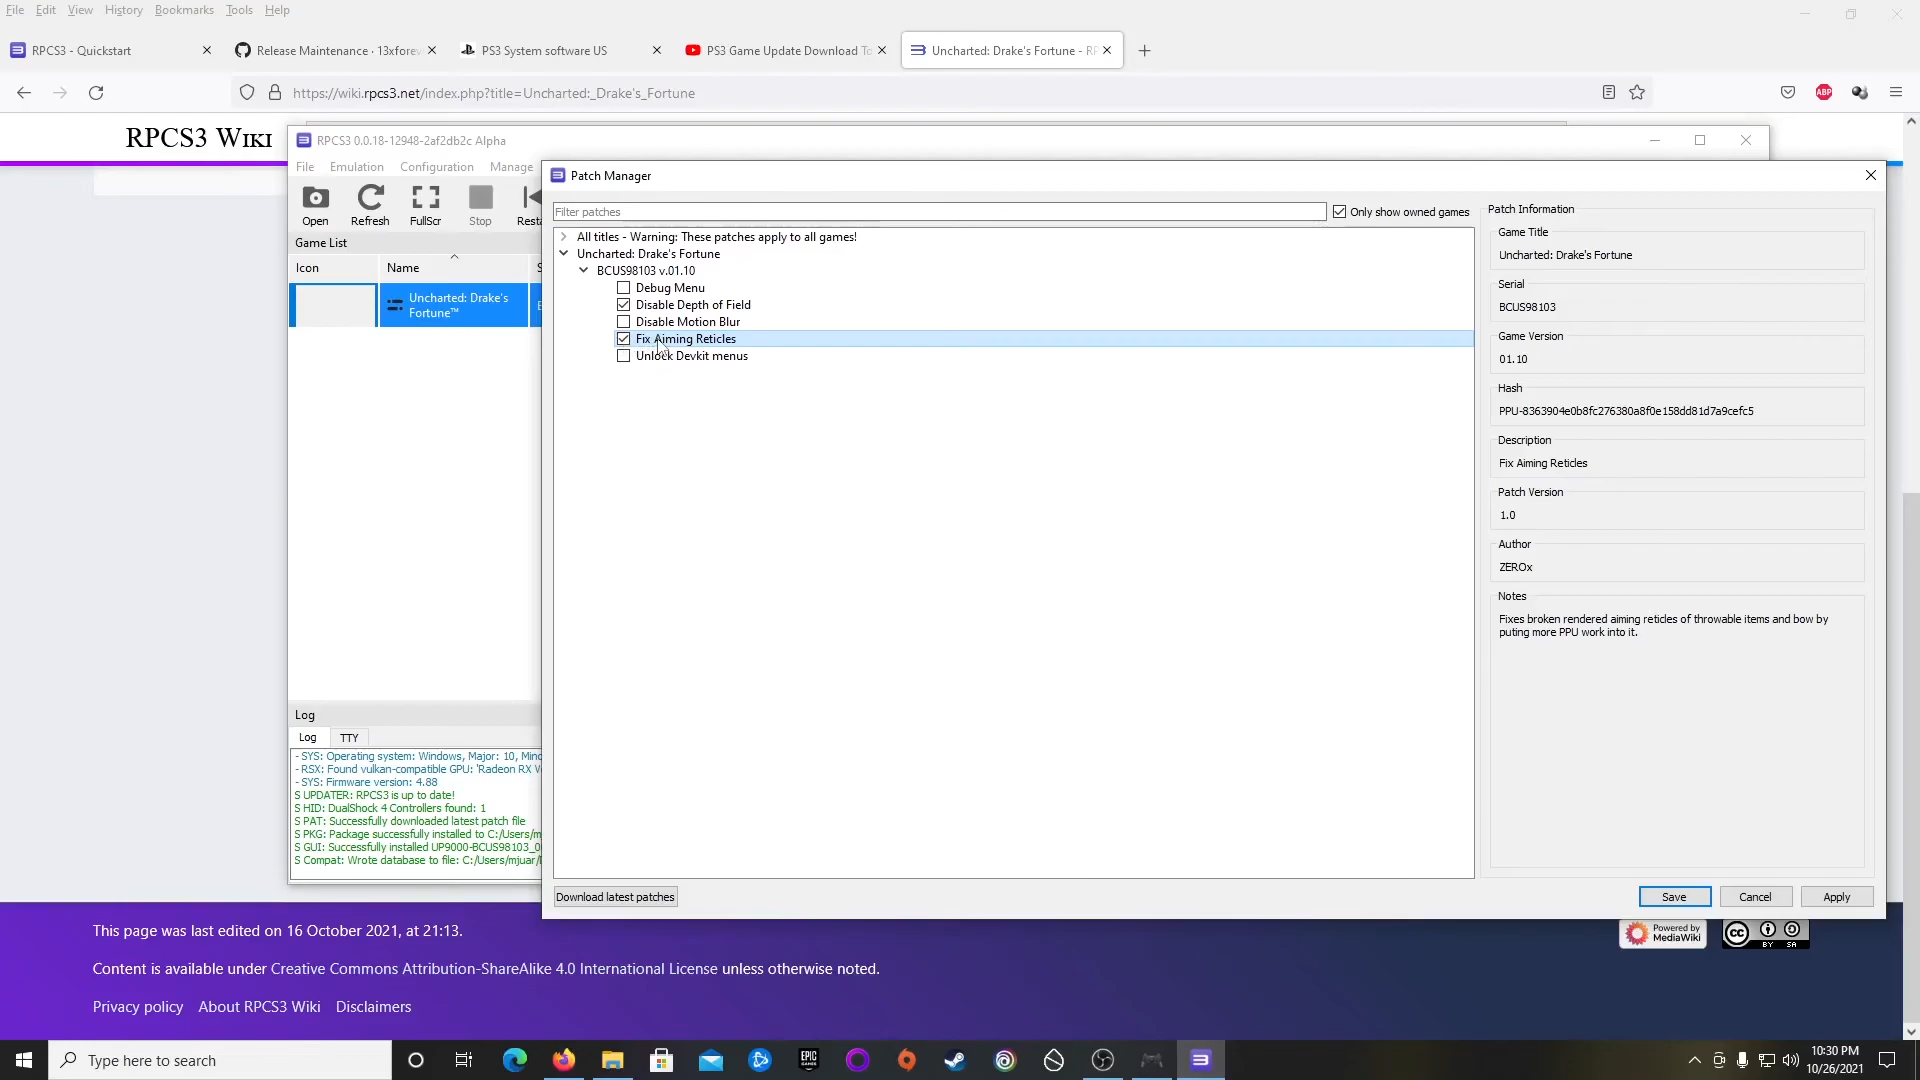 File Edit View History Bookmarks Tools Help
RPCS3 - Quickstart
Release Maintenance · 13xforev
PS3 System software US
PS3 Game Update Download To
Uncharted: Drake's Fortune - RP
https://wiki.rpcs3.net/index.php?title=Uncharted:_Drake's_Fortune
ABP
RPCS3 Wiki
RPCS3 0.0.18-12948-2af2db2c Alpha
File Emulation Configuration Manage
Open Refresh FullScr Stop Resta
Game List
Icon Name S
Uncharted: Drake's
Fortune™
Log
Log TTY
- SYS: Operating system: Windows, Major: 10, Mino
- RSX: Found vulkan-compatible GPU: 'Radeon RX V
- SYS: Firmware version: 4.88
S UPDATER: RPCS3 is up to date!
S HID: DualShock 4 Controllers found: 1
S PAT: Successfully downloaded latest patch file
S PKG: Package successfully installed to C:/Users/m
S GUI: Successfully installed UP9000-BCUS98103_0
S Compat: Wrote database to file: C:/Users/mjuar/
Patch Manager
Filter patches
Only show owned games
All titles - Warning: These patches apply to all games!
Uncharted: Drake's Fortune
BCUS98103 v.01.10
Debug Menu
Disable Depth of Field
Disable Motion Blur
Fix Aiming Reticles
Unlock Devkit menus
Patch Information
Game Title
Uncharted: Drake's Fortune
Serial
BCUS98103
Game Version
01.10
Hash
PPU-8363904e0b8fc276380a8f0e158dd81d7a9cefc5
Description
Fix Aiming Reticles
Patch Version
1.0
Author
ZEROx
Notes
Fixes broken rendered aiming reticles of throwable items and bow by
puting more PPU work into it.
Download latest patches
Save Cancel Apply
This page was last edited on 16 October 2021, at 21:13.
Content is available under Creative Commons Attribution-ShareAlike 4.0 International License unless otherwise noted.
Privacy policy About RPCS3 Wiki Disclaimers
Powered by
MediaWiki
cc
BY SA
Type here to search
EPIC
GAMES
10:30 PM
10/26/2021